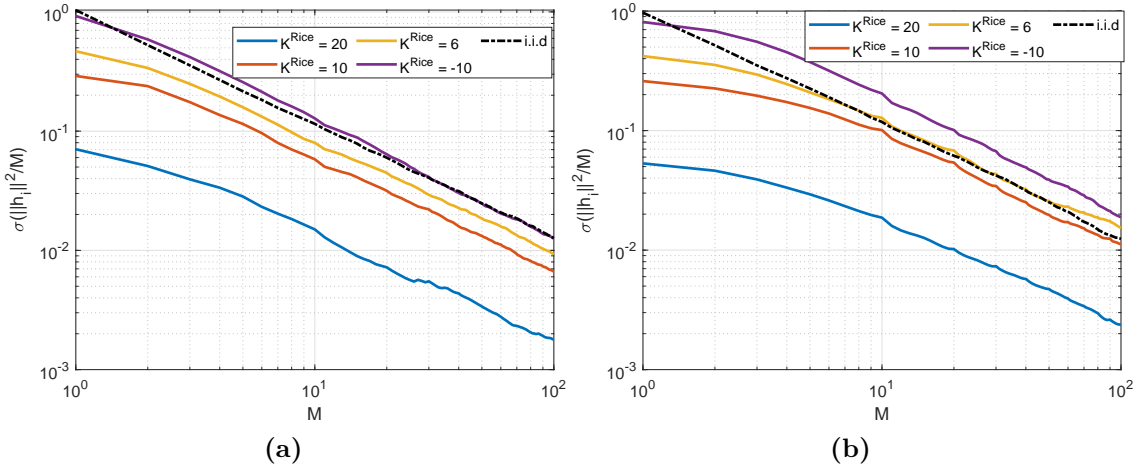 10^0
10^-1
10^-2
10^-3
σ(||h_i||^2/M)
K^Rice = 20
K^Rice = 6
i.i.d
K^Rice = 10
K^Rice = -10
10^0
10^1
10^2
M
(a)
10^0
10^-1
10^-2
10^-3
σ(||h_i||^2/M)
K^Rice = 20
K^Rice = 6
i.i.d
K^Rice = 10
K^Rice = -10
10^0
10^1
10^2
M
(b)